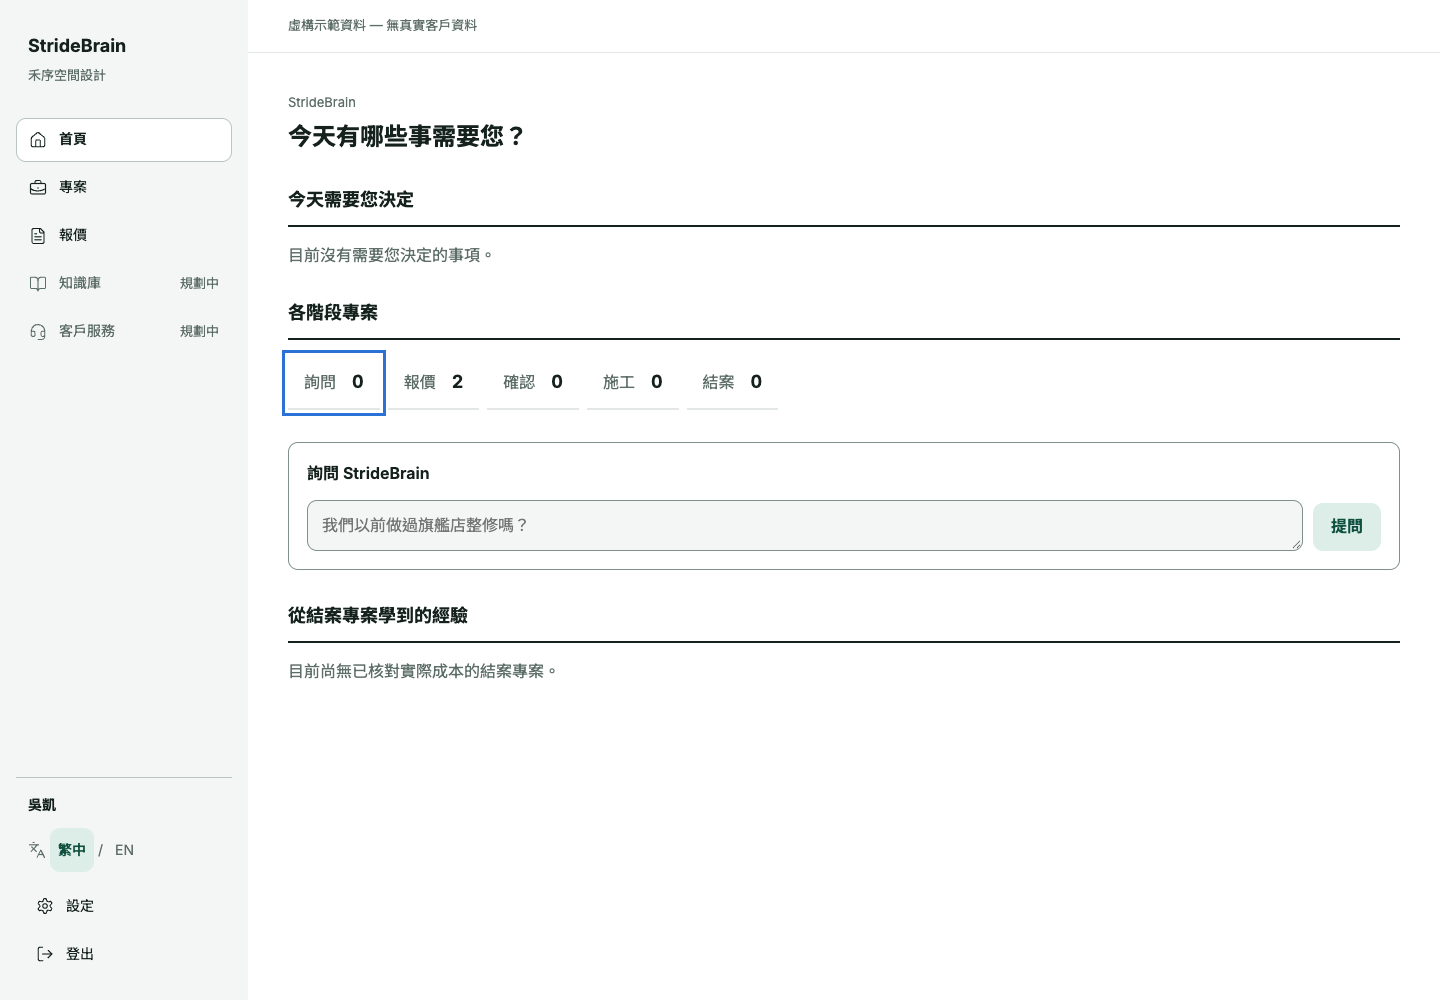 StrideBrain
禾序空間設計
首頁
專案
報價
知識庫 規劃中
客戶服務 規劃中
吳凱
繁中 / EN
設定
登出
虛構示範資料 — 無真實客戶資料
StrideBrain
今天有哪些事需要您？
今天需要您決定
目前沒有需要您決定的事項。
各階段專案
詢問 0 報價 2 確認 0 施工 0 結案 0
詢問 StrideBrain
我們以前做過旗艦店整修嗎？
提問
從結案專案學到的經驗
目前尚無已核對實際成本的結案專案。